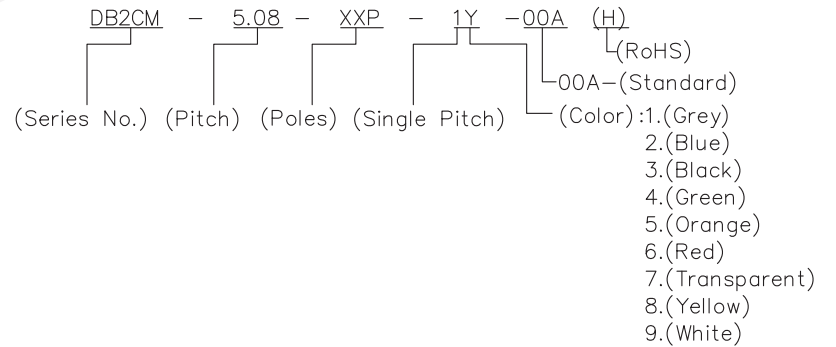 DB2CM - 5.08 - XXP - 1Y -00A (H)
(RoHS)
00A-(Standard)
(Series No.) (Pitch) (Poles) (Single Pitch) (Color):1.(Grey)
2.(Blue)
3.(Black)
4.(Green)
5.(Orange)
6.(Red)
7.(Transparent)
8.(Yellow)
9.(White)